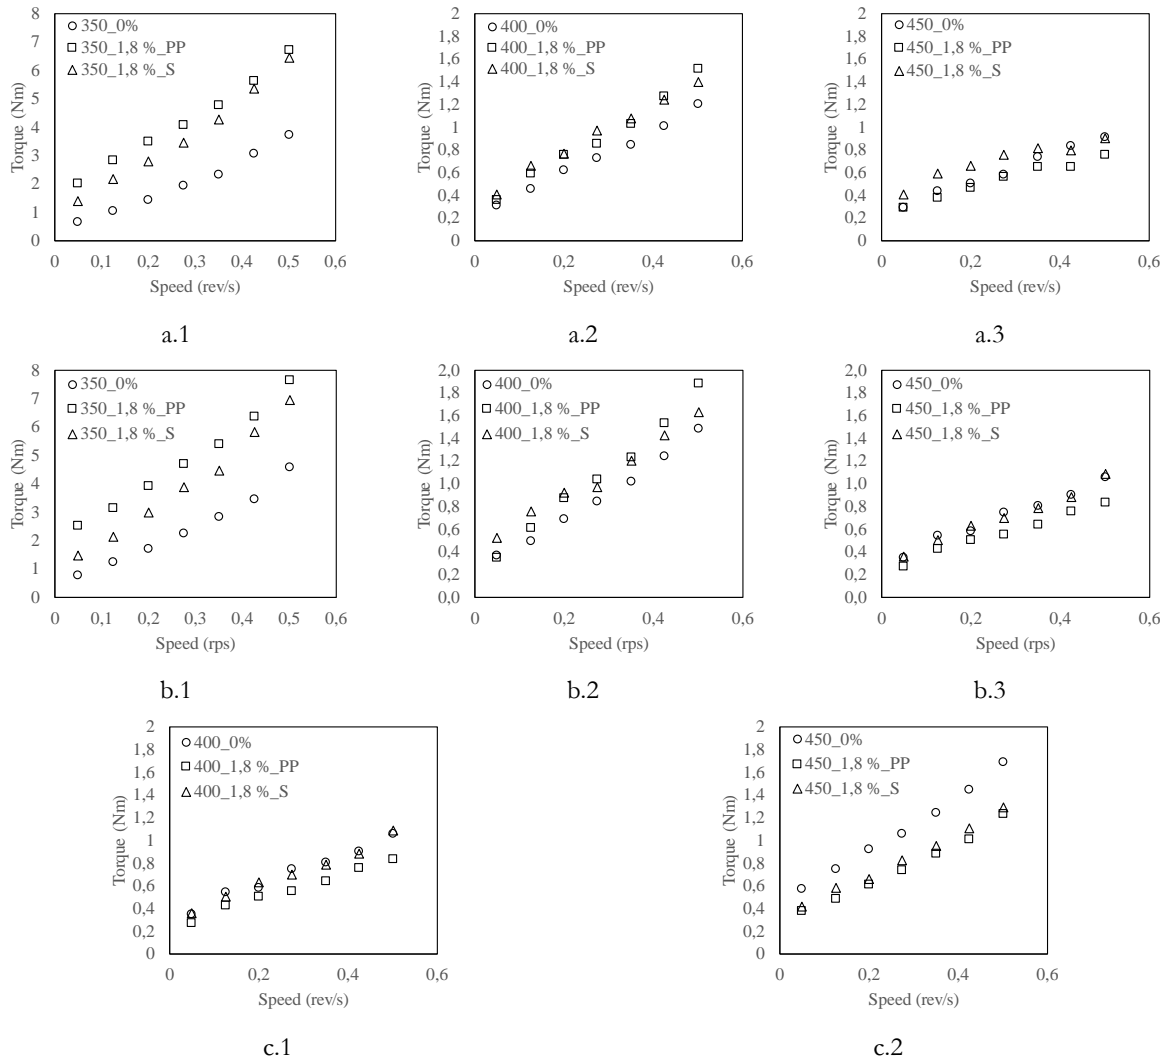 8
7
6
5
4
3
2
1
0
Torque (Nm)
350_0%
350_1,8 %_PP
350_1,8 %_S
0 0,1 0,2 0,3 0,4 0,5 0,6
Speed (rev/s)
a.1
2
1,8
1,6
1,4
1,2
1
0,8
0,6
0,4
0,2
0
Torque (Nm)
400_0%
400_1,8 %_PP
400_1,8 %_S
0 0,2 0,4 0,6
Speed (rev/s)
a.2
2
1,8
1,6
1,4
1,2
1
0,8
0,6
0,4
0,2
0
Torque (Nm)
450_0%
450_1,8 %_PP
450_1,8 %_S
0 0,2 0,4 0,6
Speed (rev/s)
a.3
8
7
6
5
4
3
2
1
0
Torque (Nm)
350_0%
350_1,8 %_PP
350_1,8 %_S
0 0,1 0,2 0,3 0,4 0,5 0,6
Speed (rps)
b.1
2,0
1,8
1,6
1,4
1,2
1,0
0,8
0,6
0,4
0,2
0,0
Torque (Nm)
400_0%
400_1,8 %_PP
400_1,8 %_S
0 0,2 0,4 0,6
Speed (rps)
b.2
2,0
1,8
1,6
1,4
1,2
1,0
0,8
0,6
0,4
0,2
0,0
Torque (Nm)
450_0%
450_1,8 %_PP
450_1,8 %_S
0 0,2 0,4 0,6
Speed (rps)
b.3
2
1,8
1,6
1,4
1,2
1
0,8
0,6
0,4
0,2
0
Torque (Nm)
400_0%
400_1,8 %_PP
400_1,8 %_S
0 0,2 0,4 0,6
Speed (rev/s)
c.1
2
1,8
1,6
1,4
1,2
1
0,8
0,6
0,4
0,2
0
Torque (Nm)
450_0%
450_1,8 %_PP
450_1,8 %_S
0 0,2 0,4 0,6
Speed (rev/s)
c.2